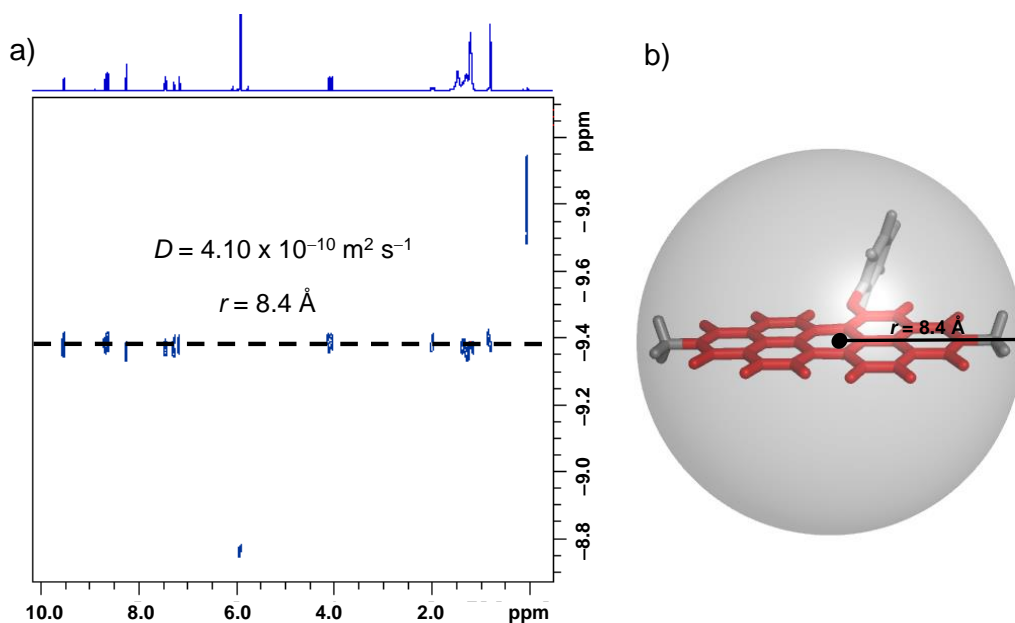 a)
b)
D = 4.10 x 10⁻¹⁰ m² s⁻¹
r = 8.4 Å
ppm
−9.8
−9.6
−9.4
−9.2
−9.0
−8.8
10.0 8.0 6.0 4.0 2.0 ppm
r = 8.4 Å